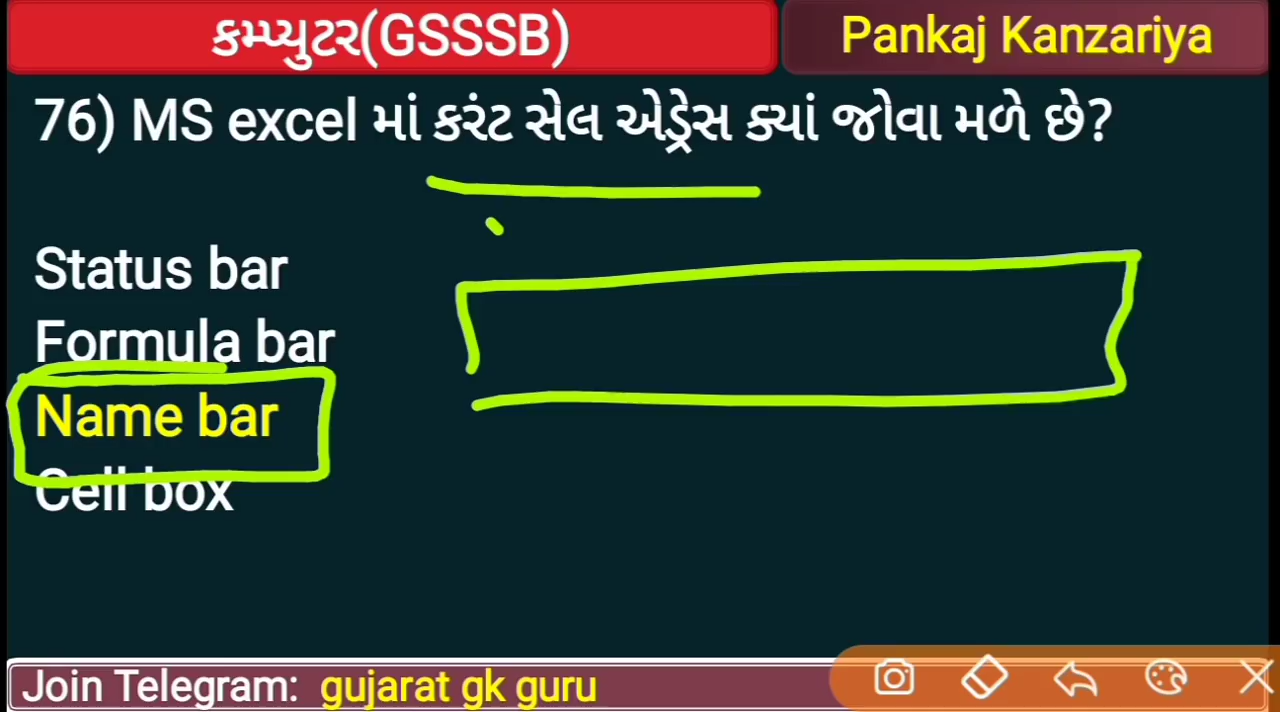 કમ્પ્યુટર(GSSSB)
Pankaj Kanzariya
76) MS excel માં કરંટ સેલ એડ્રેસ ક્યાં જોવા મળે છે?
Status bar
Formula bar
Name bar
Cell box
Join Telegram: gujarat gk guru